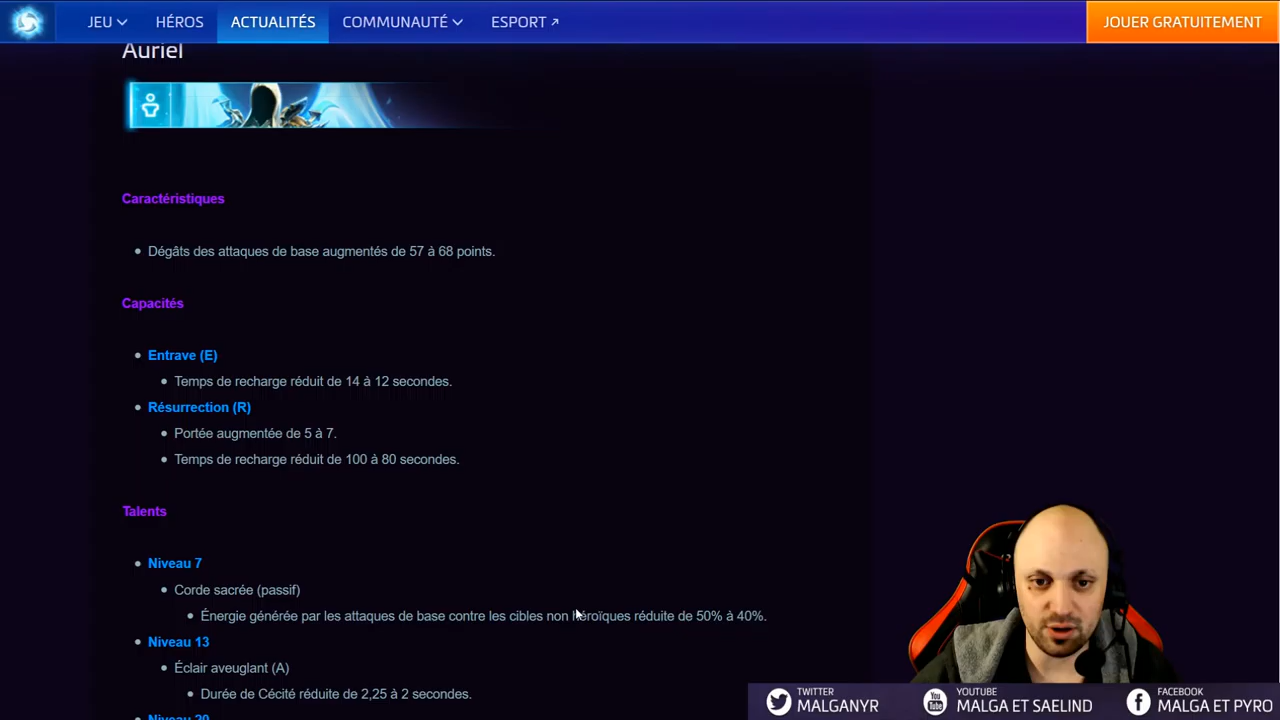 JEU HÉROS ACTUALITÉS COMMUNAUTÉ ESPORT JOUER GRATUITEMENT
Auriel
Caractéristiques
Dégâts des attaques de base augmentés de 57 à 68 points.
Capacités
Entrave (E)
Temps de recharge réduit de 14 à 12 secondes.
Résurrection (R)
Portée augmentée de 5 à 7.
Temps de recharge réduit de 100 à 80 secondes.
Talents
Niveau 7
Corde sacrée (passif)
Énergie générée par les attaques de base contre les cibles non héroïques réduite de 50% à 40%.
Niveau 13
Éclair aveuglant (A)
Durée de Cécité réduite de 2,25 à 2 secondes.
Niveau 20
TWITTER
MALGANYR
YOUTUBE
MALGA ET SAELIND
FACEBOOK
MALGA ET PYRO